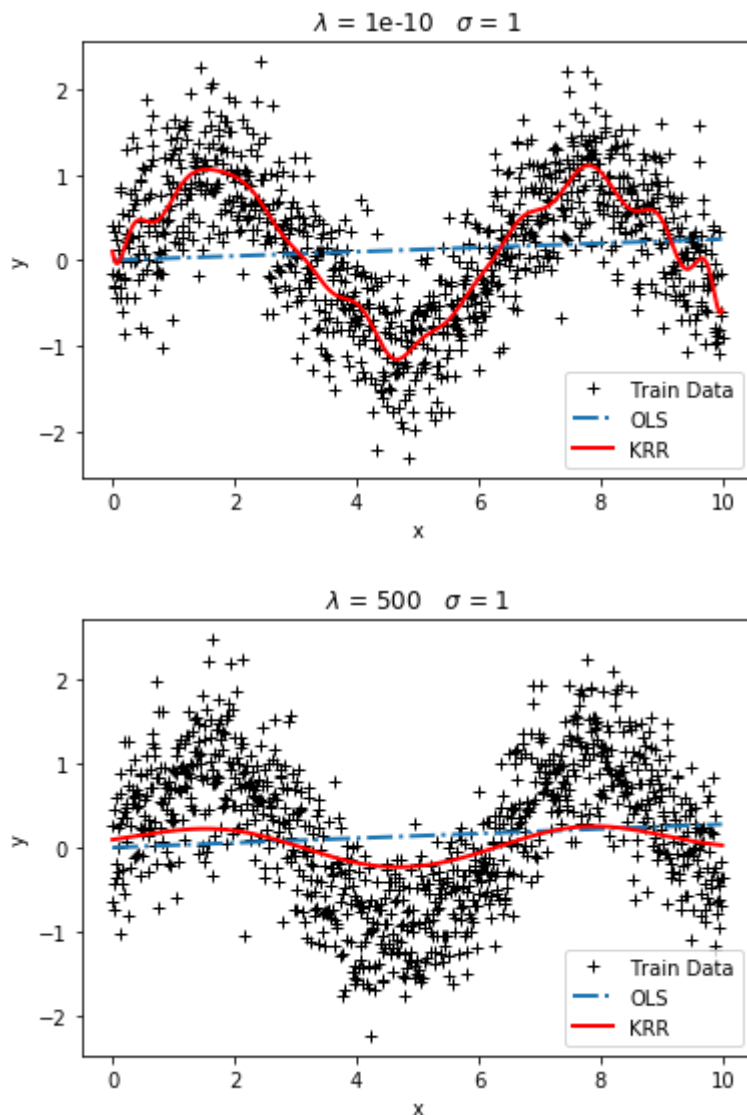 λ = 1e-10 σ = 1
2
1
0
−1
−2
y
0 2 4 6 8 10
x
Train Data
OLS
KRR
λ = 500 σ = 1
2
1
0
−1
−2
y
0 2 4 6 8 10
x
Train Data
OLS
KRR